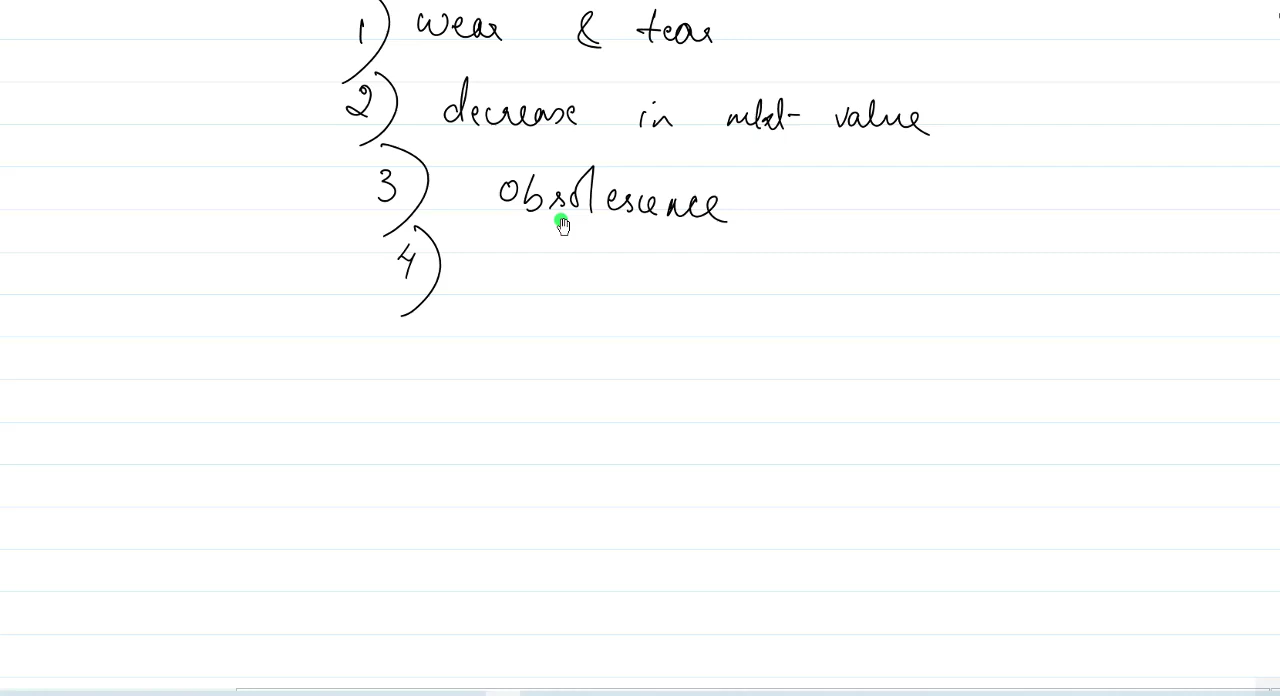 1) wear & tear
2) decrease in mkt- value
3) obsolescence
4)